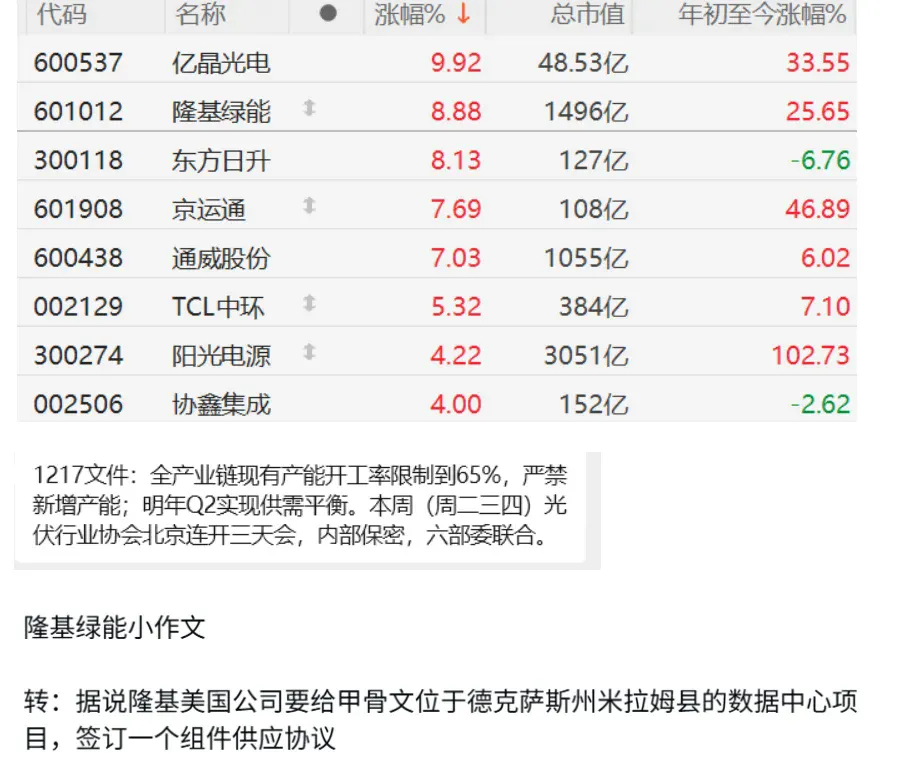 代码 名称 ● 涨幅% ↓ 总市值 年初至今涨幅%
600537 亿晶光电 9.92 48.53亿 33.55
601012 隆基绿能 8.88 1496亿 25.65
300118 东方日升 8.13 127亿 -6.76
601908 京运通 7.69 108亿 46.89
600438 通威股份 7.03 1055亿 6.02
002129 TCL中环 5.32 384亿 7.10
300274 阳光电源 4.22 3051亿 102.73
002506 协鑫集成 4.00 152亿 -2.62
1217文件：全产业链现有产能开工率限制到65%，严禁
新增产能；明年Q2实现供需平衡。本周（周二三四）光
伏行业协会北京连开三天会，内部保密，六部委联合。
隆基绿能小作文
转：据说隆基美国公司要给甲骨文位于德克萨斯州米拉姆县的数据中心项
目，签订一个组件供应协议